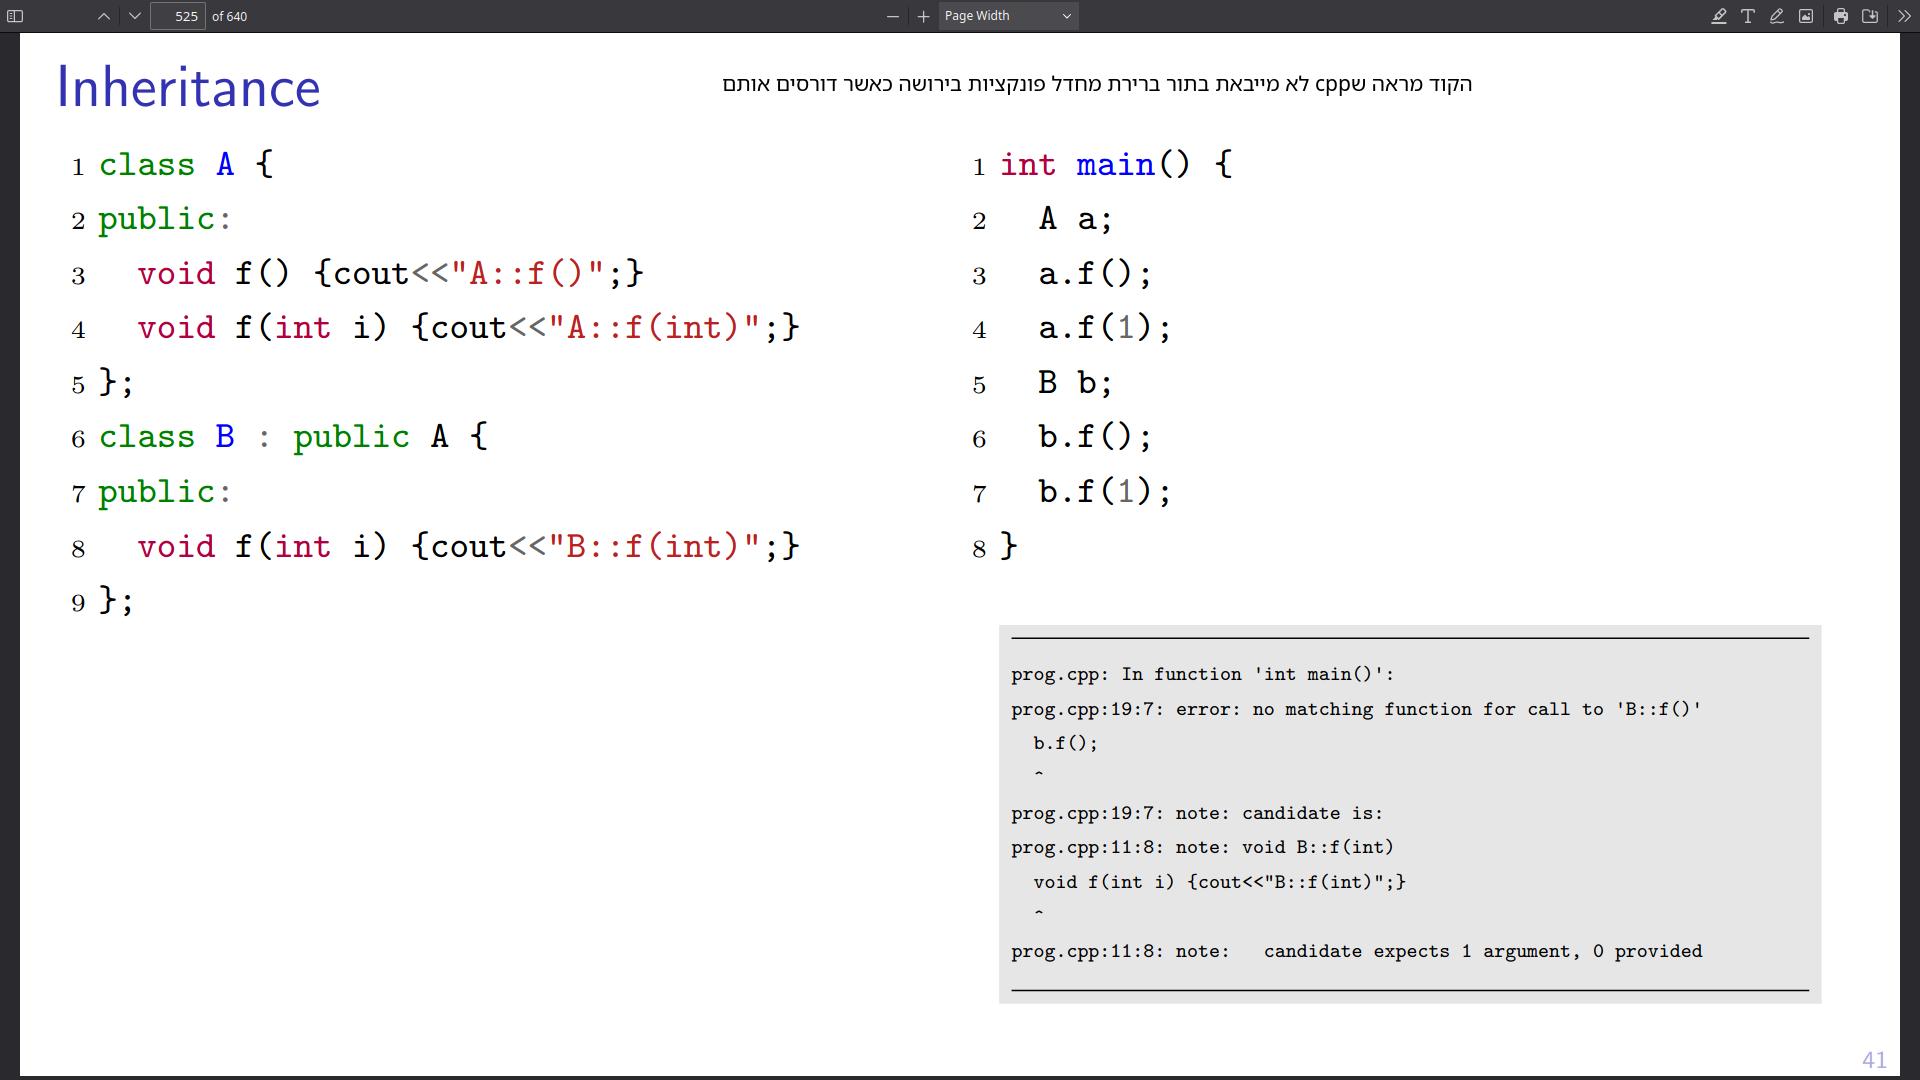 525 of 640
Page Width
Inheritance
הקוד מראה שcpp לא מייבאת בתור ברירת מחדל פונקציות בירושה כאשר דורסים אותם
1 class A {
2 public:
3 void f() {cout<<"A::f()";}
4 void f(int i) {cout<<"A::f(int)";}
5 };
6 class B : public A {
7 public:
8 void f(int i) {cout<<"B::f(int)";}
9 };
1 int main() {
2 A a;
3 a.f();
4 a.f(1);
5 B b;
6 b.f();
7 b.f(1);
8 }
prog.cpp: In function 'int main()':
prog.cpp:19:7: error: no matching function for call to 'B::f()'
b.f();
^
prog.cpp:19:7: note: candidate is:
prog.cpp:11:8: note: void B::f(int)
void f(int i) {cout<<"B::f(int)";}
^
prog.cpp:11:8: note: candidate expects 1 argument, 0 provided
41